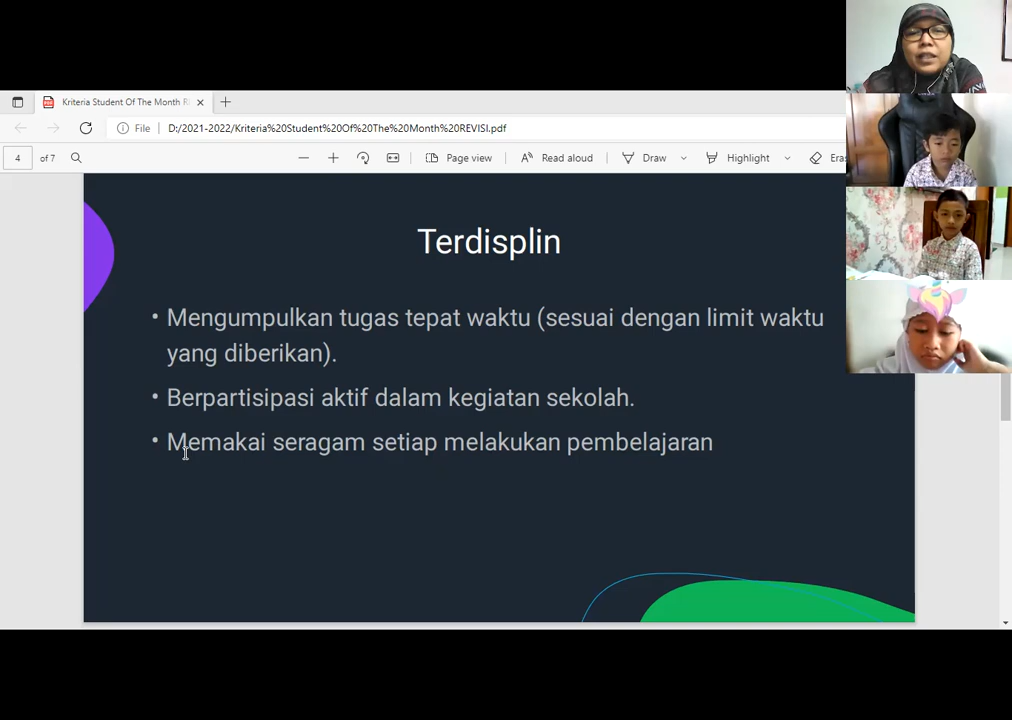 Kriteria Student Of The Month R
File D:/2021-2022/Kriteria%20Student%20Of%20The%20Month%20REVISI.pdf
4 of 7 Page view Read aloud Draw Highlight Eras
Terdisplin
• Mengumpulkan tugas tepat waktu (sesuai dengan limit waktu
yang diberikan).
• Berpartisipasi aktif dalam kegiatan sekolah.
• Memakai seragam setiap melakukan pembelajaran